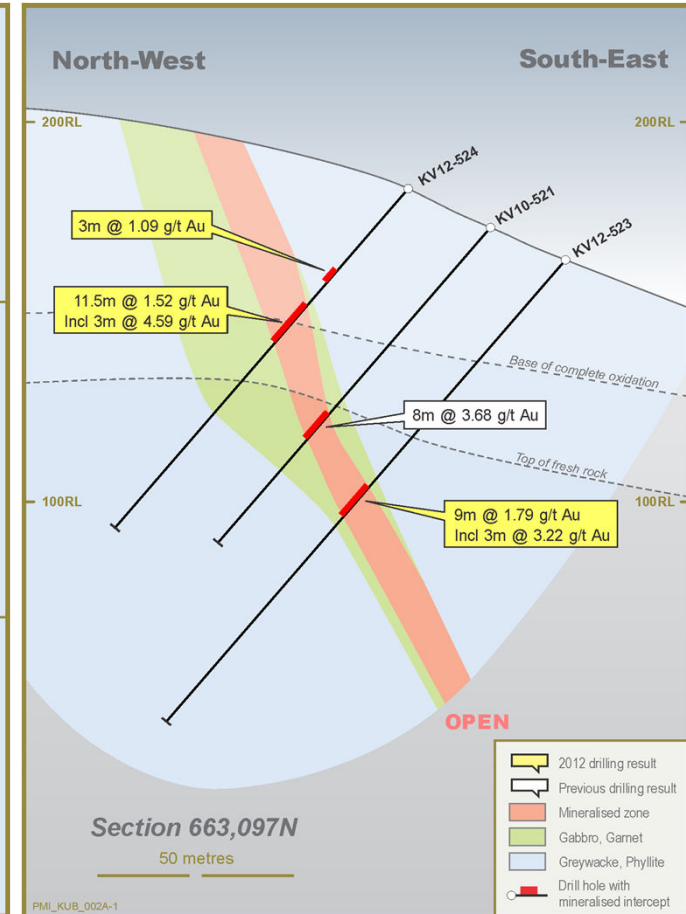 North-West
South-East
200RL
200RL
KV12-524
KV10-521
KV12-523
3m @ 1.09 g/t Au
11.5m @ 1.52 g/t Au
Incl 3m @ 4.59 g/t Au
Base of complete oxidation
8m @ 3.68 g/t Au
Top of fresh rock
100RL
100RL
9m @ 1.79 g/t Au
Incl 3m @ 3.22 g/t Au
OPEN
Section 663,097N
50 metres
2012 drilling result
Previous drilling result
Mineralised zone
Gabbro, Garnet
Greywacke, Phyllite
Drill hole with
mineralised intercept
PMI_KUB_002A-1